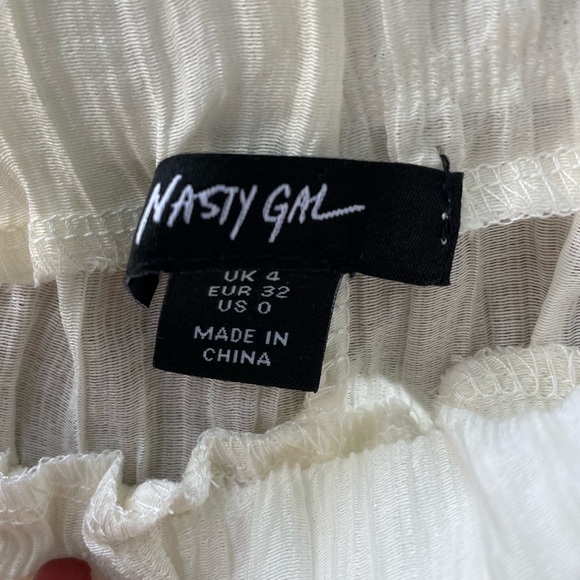 NASTY GAL
UK 4
EUR 32
US 0
MADE IN
CHINA